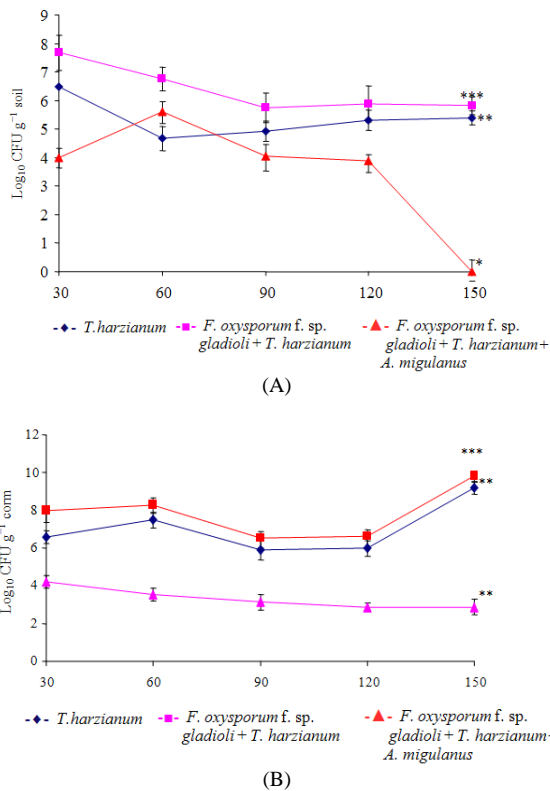 9
8
7
6
5
4
3
2
1
0
Log10 CFU g-1 soil
***
**
*
30 60 90 120 150
T.harzianum
F. oxysporum f. sp.
gladioli + T. harzianum
F. oxysporum f. sp.
gladioli + T. harzianum+
A. migulanus
(A)
12
10
8
6
4
2
0
Log10 CFU g-1 corm
***
**
**
30 60 90 120 150
T.harzianum
F. oxysporum f. sp.
gladioli + T. harzianum
F. oxysporum f. sp.
gladioli + T. harzianum+
A. migulanus
(B)